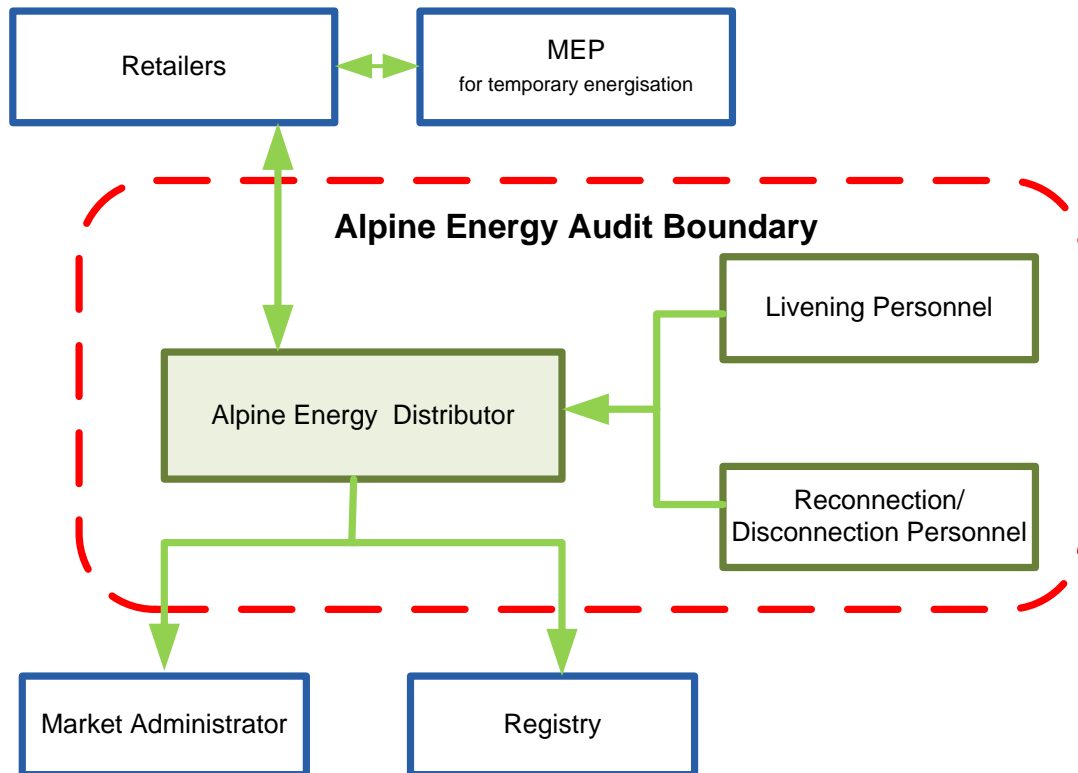 Retailers
MEP
for temporary energisation
Alpine Energy Audit Boundary
Livening Personnel
Alpine Energy  Distributor
Reconnection/
Disconnection Personnel
Market Administrator
Registry